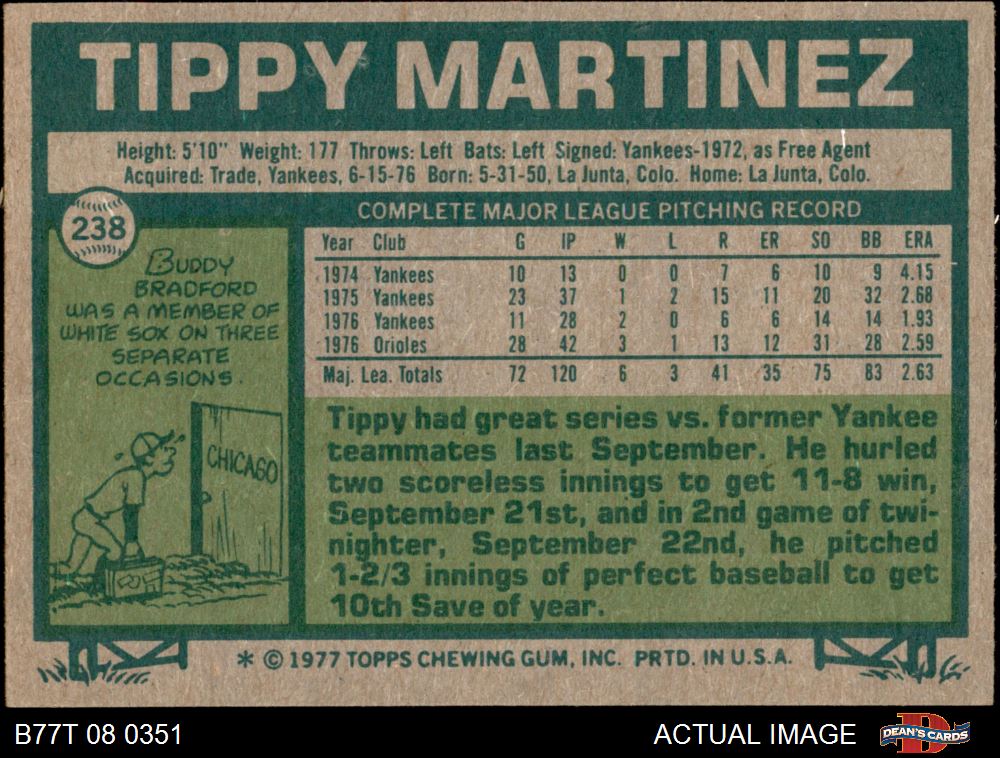 TIPPY MARTINEZ
Height: 5'10" Weight: 177 Throws: Left Bats: Left Signed: Yankees-1972, as Free Agent
Acquired: Trade, Yankees, 6-15-76 Born: 5-31-50, La Junta, Colo. Home: La Junta, Colo.
238
COMPLETE MAJOR LEAGUE PITCHING RECORD
Year Club G IP W L R ER SO BB ERA
1974 Yankees 10 13 0 0 7 6 10 9 4.15
1975 Yankees 23 37 1 2 15 11 20 32 2.68
1976 Yankees 11 28 2 0 6 6 14 14 1.93
1976 Orioles 28 42 3 1 13 12 31 28 2.59
Maj. Lea. Totals 72 120 6 3 41 35 75 83 2.63
BUDDY
BRADFORD
WAS A MEMBER OF
WHITE SOX ON THREE
SEPARATE
OCCASIONS.
CHICAGO
Tippy had great series vs. former Yankee
teammates last September. He hurled
two scoreless innings to get 11-8 win,
September 21st, and in 2nd game of twi-
nighter, September 22nd, he pitched
1-2/3 innings of perfect baseball to get
10th Save of year.
* © 1977 TOPPS CHEWING GUM, INC. PRTD. IN U.S.A.
B77T 08 0351 ACTUAL IMAGE DEAN'S CARDS